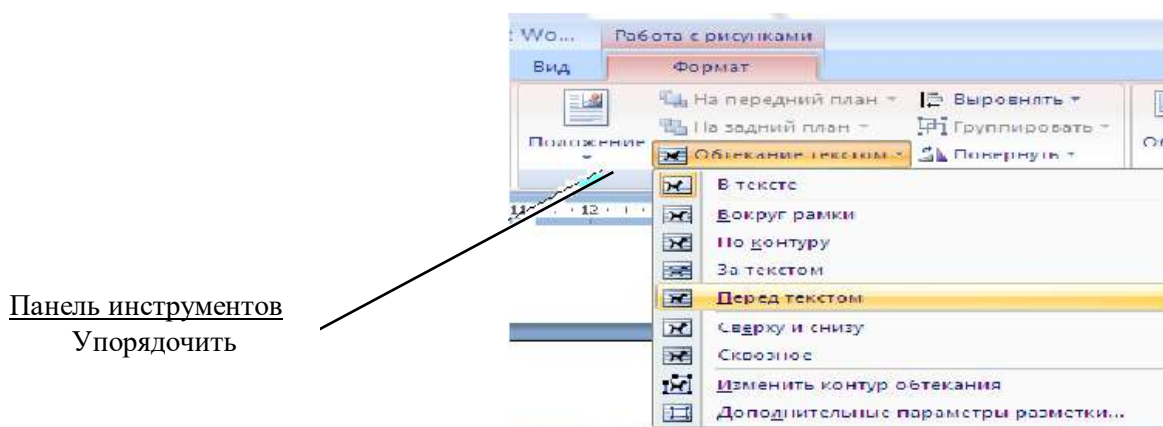 t Wo... Работа с рисунками
Вид Формат
На передний план Выровнять
На задний план Группировать
Положение
Обтекание текстом Повернуть
В тексте
11 12
Вокруг рамки
По контуру
За текстом
Перед текстом
Сверху и снизу
Сквозное
Изменить контур обтекания
Дополнительные параметры разметки...
Панель инструментов
Упорядочить